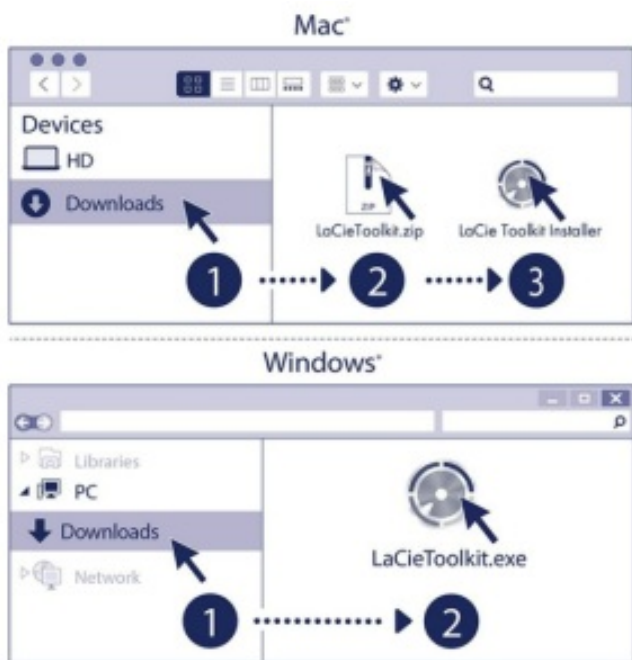 Mac*
Devices
HD
Downloads
ZIP
LaCieToolkit.zip
LaCie Toolkit Installer
1
2
3
Windows*
Libraries
PC
Downloads
LaCieToolkit.exe
Network
1
2